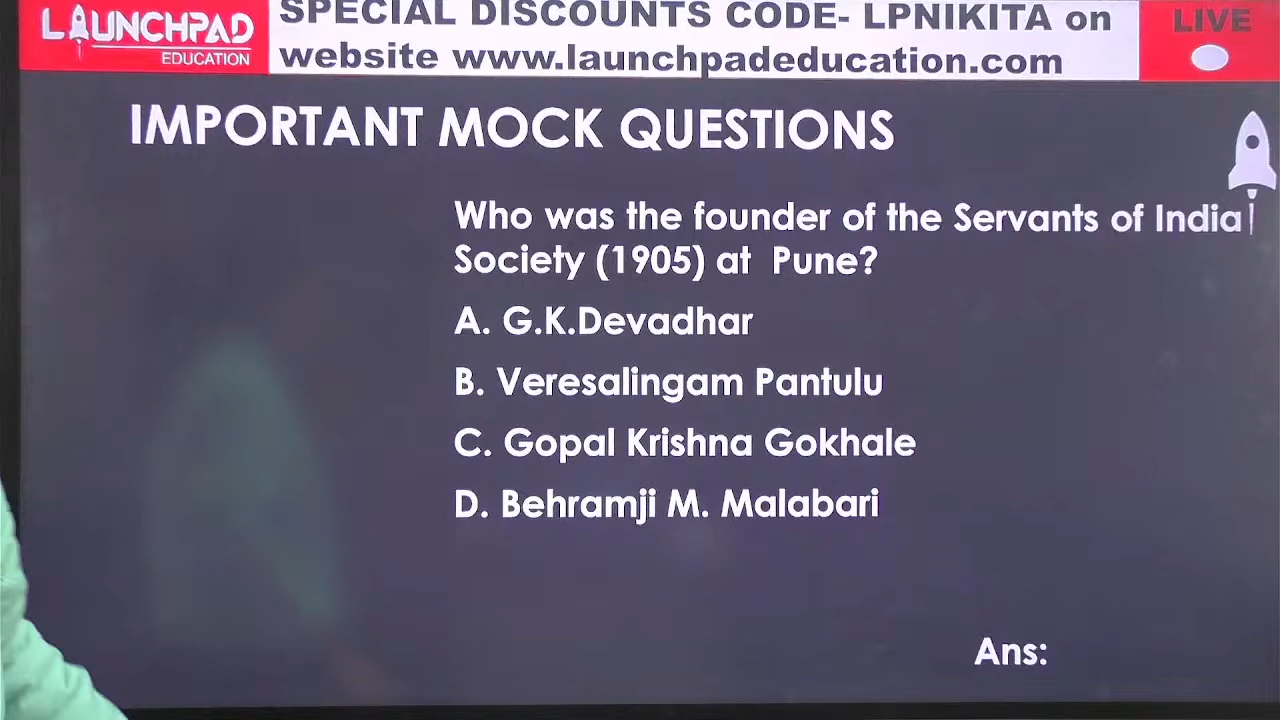 LAUNCHPAD
EDUCATION
SPECIAL DISCOUNTS CODE- LPNIKITA on
website www.launchpadeducation.com
LIVE
IMPORTANT MOCK QUESTIONS
Who was the founder of the Servants of India
Society (1905) at Pune?
A. G.K.Devadhar
B. Veresalingam Pantulu
C. Gopal Krishna Gokhale
D. Behramji M. Malabari
Ans: